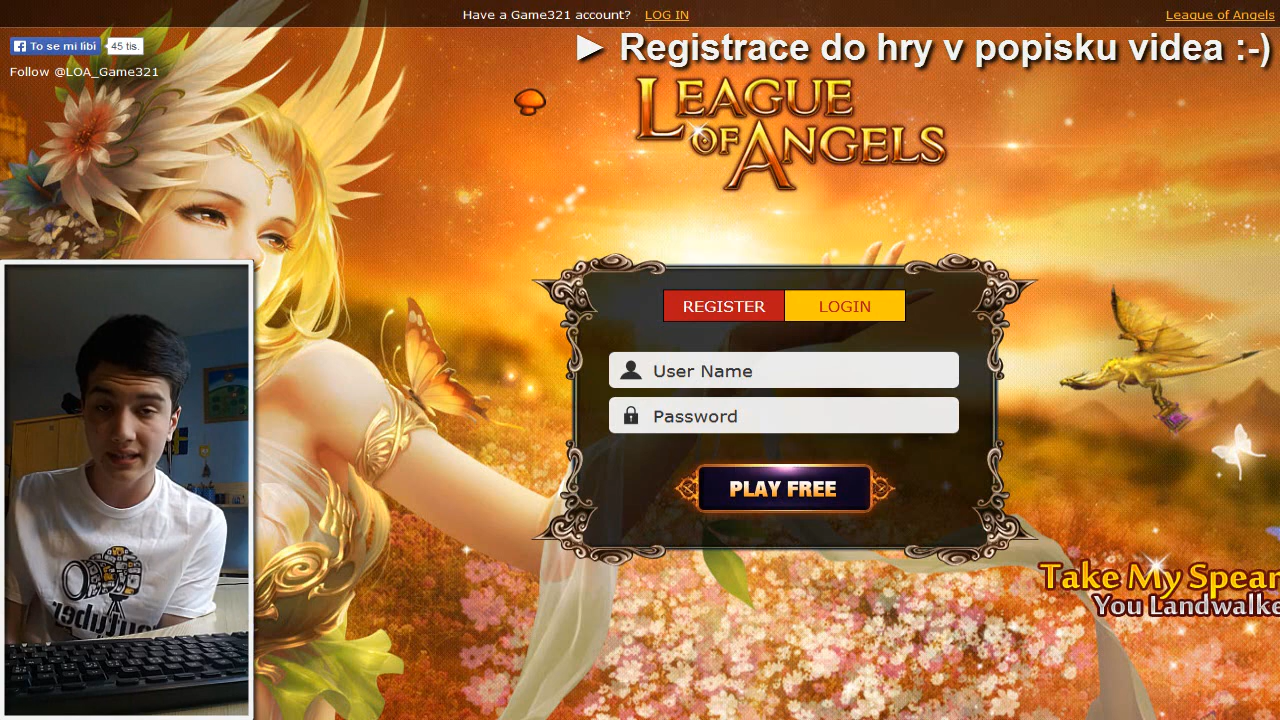 Have a Game321 account? LOG IN
League of Angels
To se mi líbí 45 tis.
Follow @LOA_Game321
► Registrace do hry v popisku videa :-)
LEAGUE
OF ANGELS
REGISTER LOGIN
User Name
Password
PLAY FREE
Take My Spear
You Landwalke